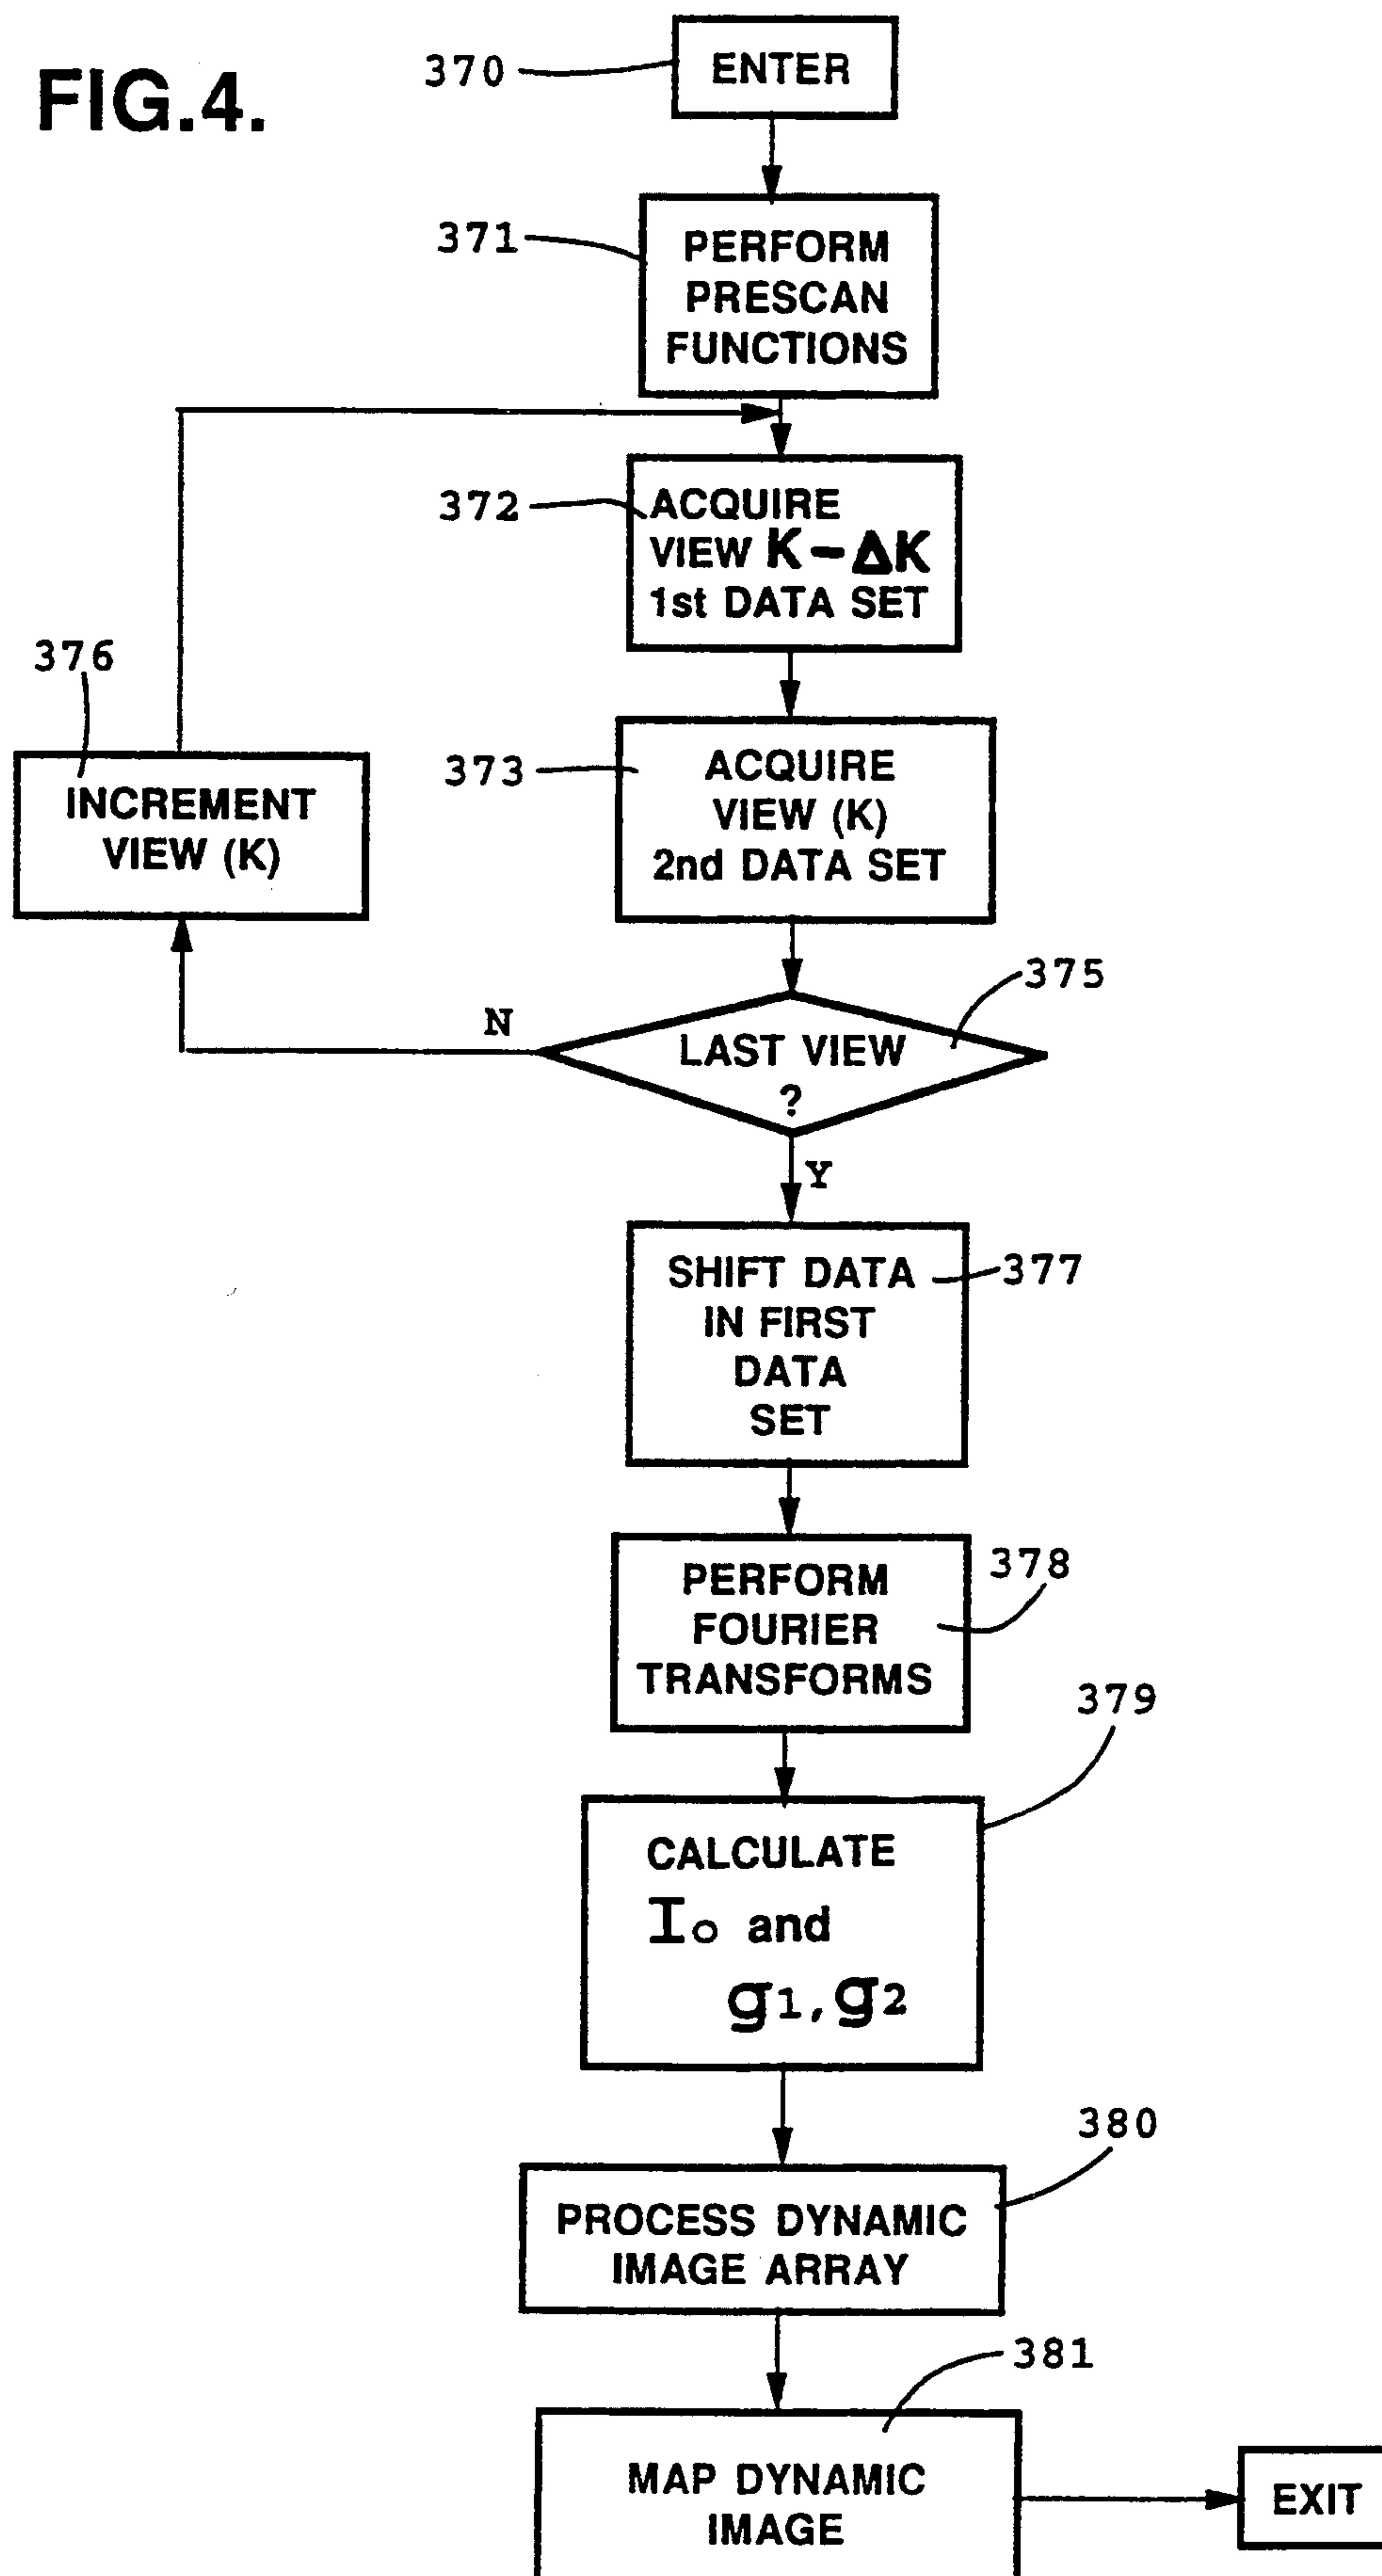 FIG.4.
370
ENTER
371
PERFORM
PRESCAN
FUNCTIONS
372
ACQUIRE
VIEW K-ΔK
1st DATA SET
376
INCREMENT
VIEW (K)
373
ACQUIRE
VIEW (K)
2nd DATA SET
375
N
LAST VIEW
?
Y
SHIFT DATA
IN FIRST
DATA
SET
377
PERFORM
FOURIER
TRANSFORMS
378
379
CALCULATE
Io and
g1, g2
380
PROCESS DYNAMIC
IMAGE ARRAY
381
MAP DYNAMIC
IMAGE
EXIT